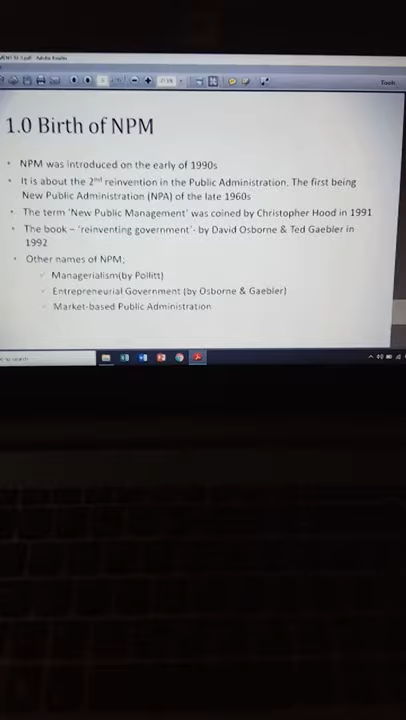 Tools
1.0 Birth of NPM
• NPM was introduced on the early of 1990s
• It is about the 2nd reinvention in the Public Administration. The first being
New Public Administration (NPA) of the late 1960s
• The term ‘New Public Management’ was coined by Christopher Hood in 1991
• The book – ‘reinventing government’- by David Osborne & Ted Gaebler in
1992
• Other names of NPM;
✓ Managerialism(by Pollitt)
✓ Entrepreneurial Government (by Osborne & Gaebler)
✓ Market-based Public Administration